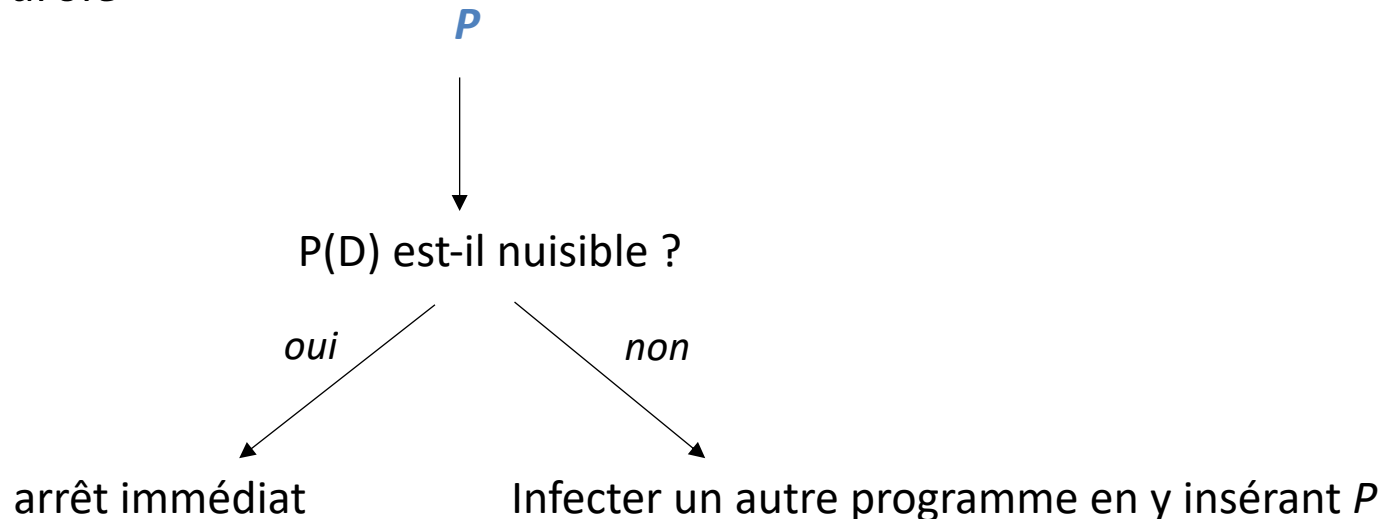 P
P(D) est-il nuisible ?
oui
non
arrêt immédiat
Infecter un autre programme en y insérant P